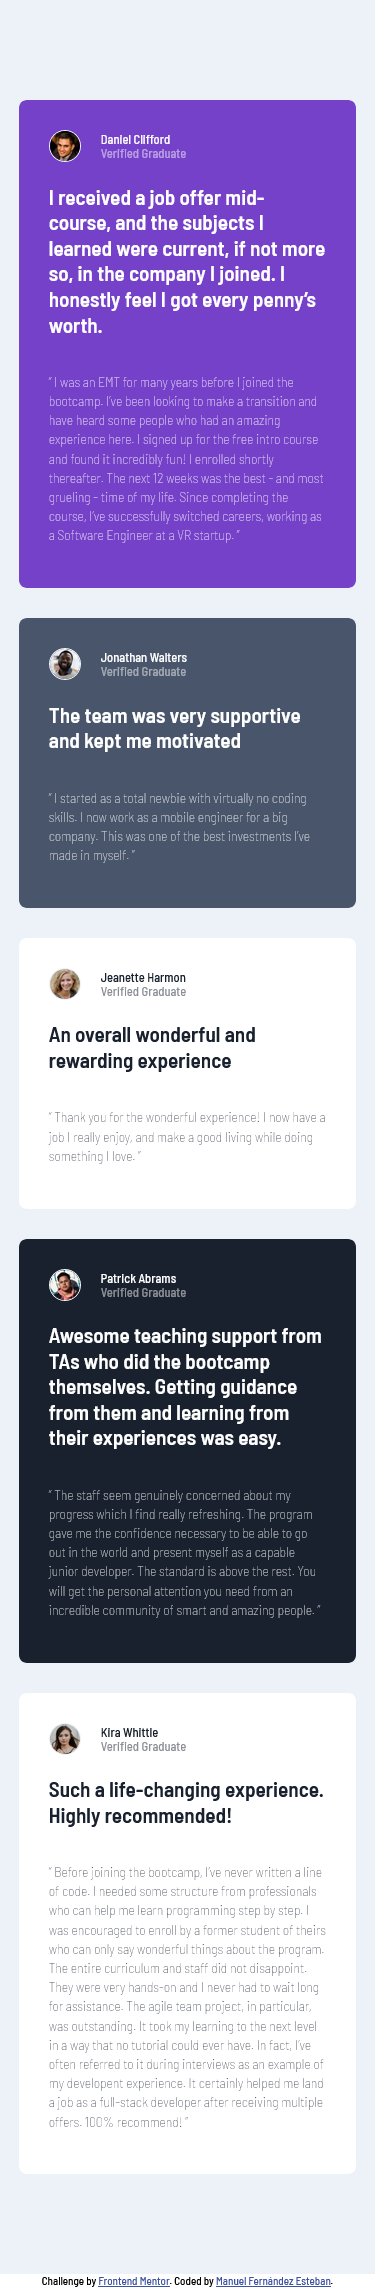 Daniel Clifford
Verified Graduate
I received a job offer mid-
course, and the subjects I
learned were current, if not more
so, in the company I joined. I
honestly feel I got every penny’s
worth.
“ I was an EMT for many years before I joined the
bootcamp. I’ve been looking to make a transition and
have heard some people who had an amazing
experience here. I signed up for the free intro course
and found it incredibly fun! I enrolled shortly
thereafter. The next 12 weeks was the best - and most
grueling - time of my life. Since completing the
course, I’ve successfully switched careers, working as
a Software Engineer at a VR startup. ”
Jonathan Walters
Verified Graduate
The team was very supportive
and kept me motivated
“ I started as a total newbie with virtually no coding
skills. I now work as a mobile engineer for a big
company. This was one of the best investments I’ve
made in myself. ”
Jeanette Harmon
Verified Graduate
An overall wonderful and
rewarding experience
“ Thank you for the wonderful experience! I now have a
job I really enjoy, and make a good living while doing
something I love. ”
Patrick Abrams
Verified Graduate
Awesome teaching support from
TAs who did the bootcamp
themselves. Getting guidance
from them and learning from
their experiences was easy.
“ The staff seem genuinely concerned about my
progress which I find really refreshing. The program
gave me the confidence necessary to be able to go
out in the world and present myself as a capable
junior developer. The standard is above the rest. You
will get the personal attention you need from an
incredible community of smart and amazing people. ”
Kira Whittle
Verified Graduate
Such a life-changing experience.
Highly recommended!
“ Before joining the bootcamp, I’ve never written a line
of code. I needed some structure from professionals
who can help me learn programming step by step. I
was encouraged to enroll by a former student of theirs
who can only say wonderful things about the program.
The entire curriculum and staff did not disappoint.
They were very hands-on and I never had to wait long
for assistance. The agile team project, in particular,
was outstanding. It took my learning to the next level
in a way that no tutorial could ever have. In fact, I’ve
often referred to it during interviews as an example of
my developent experience. It certainly helped me land
a job as a full-stack developer after receiving multiple
offers. 100% recommend! ”
Challenge by Frontend Mentor. Coded by Manuel Fernández Esteban.